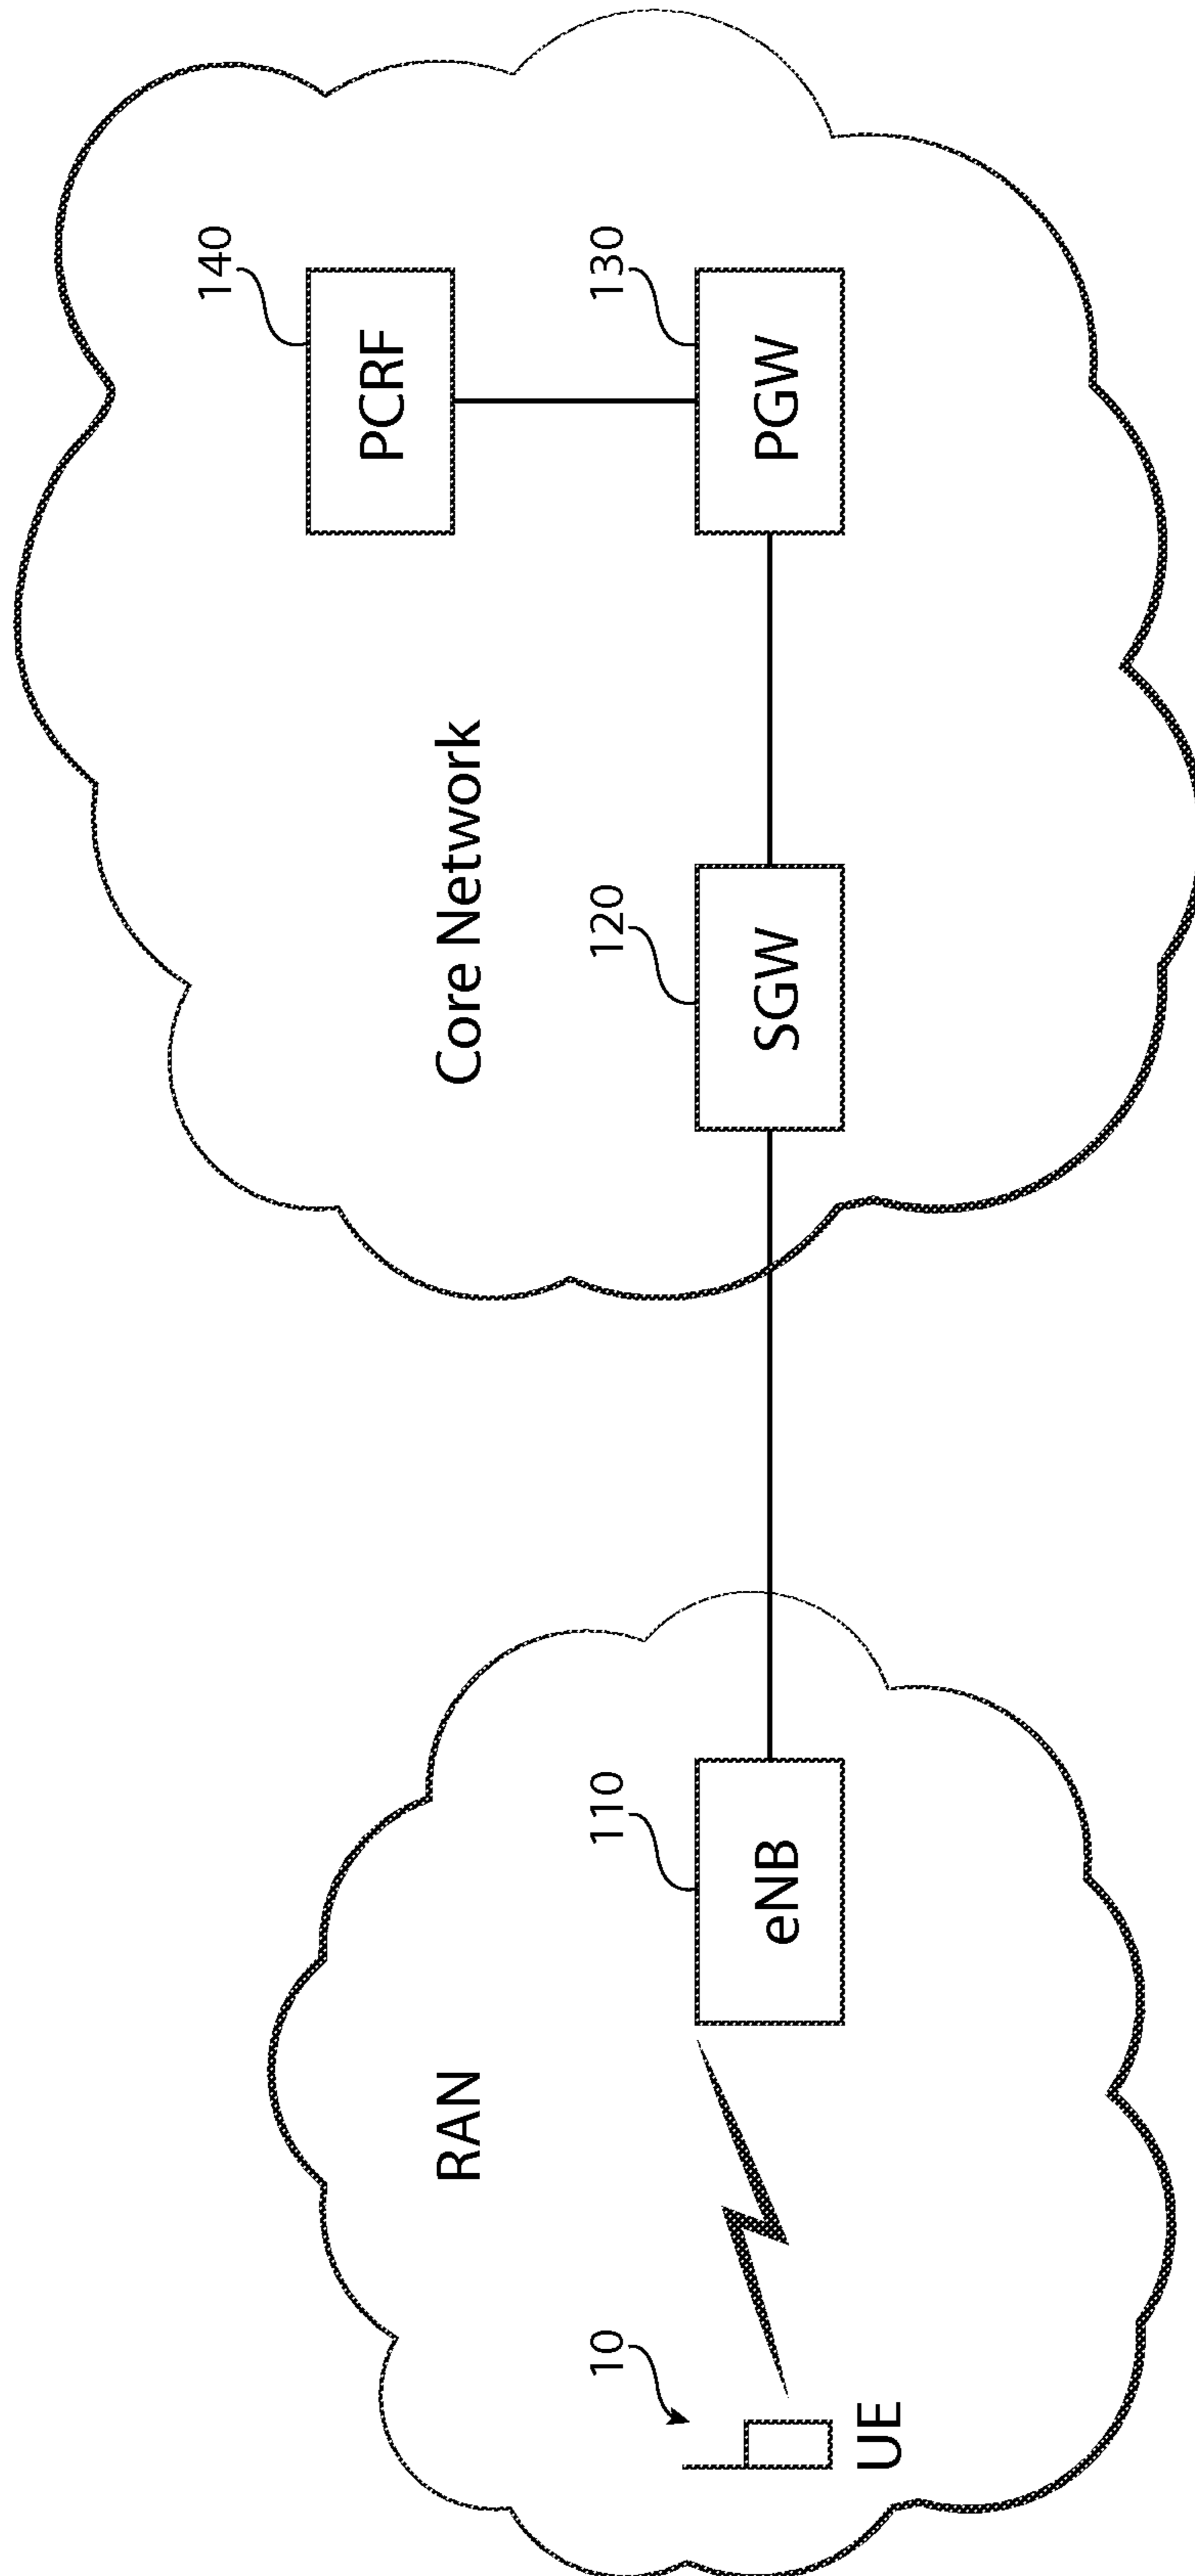 140
PCRF
Core Network
120
130
SGW
PGW
RAN
10
110
eNB
UE